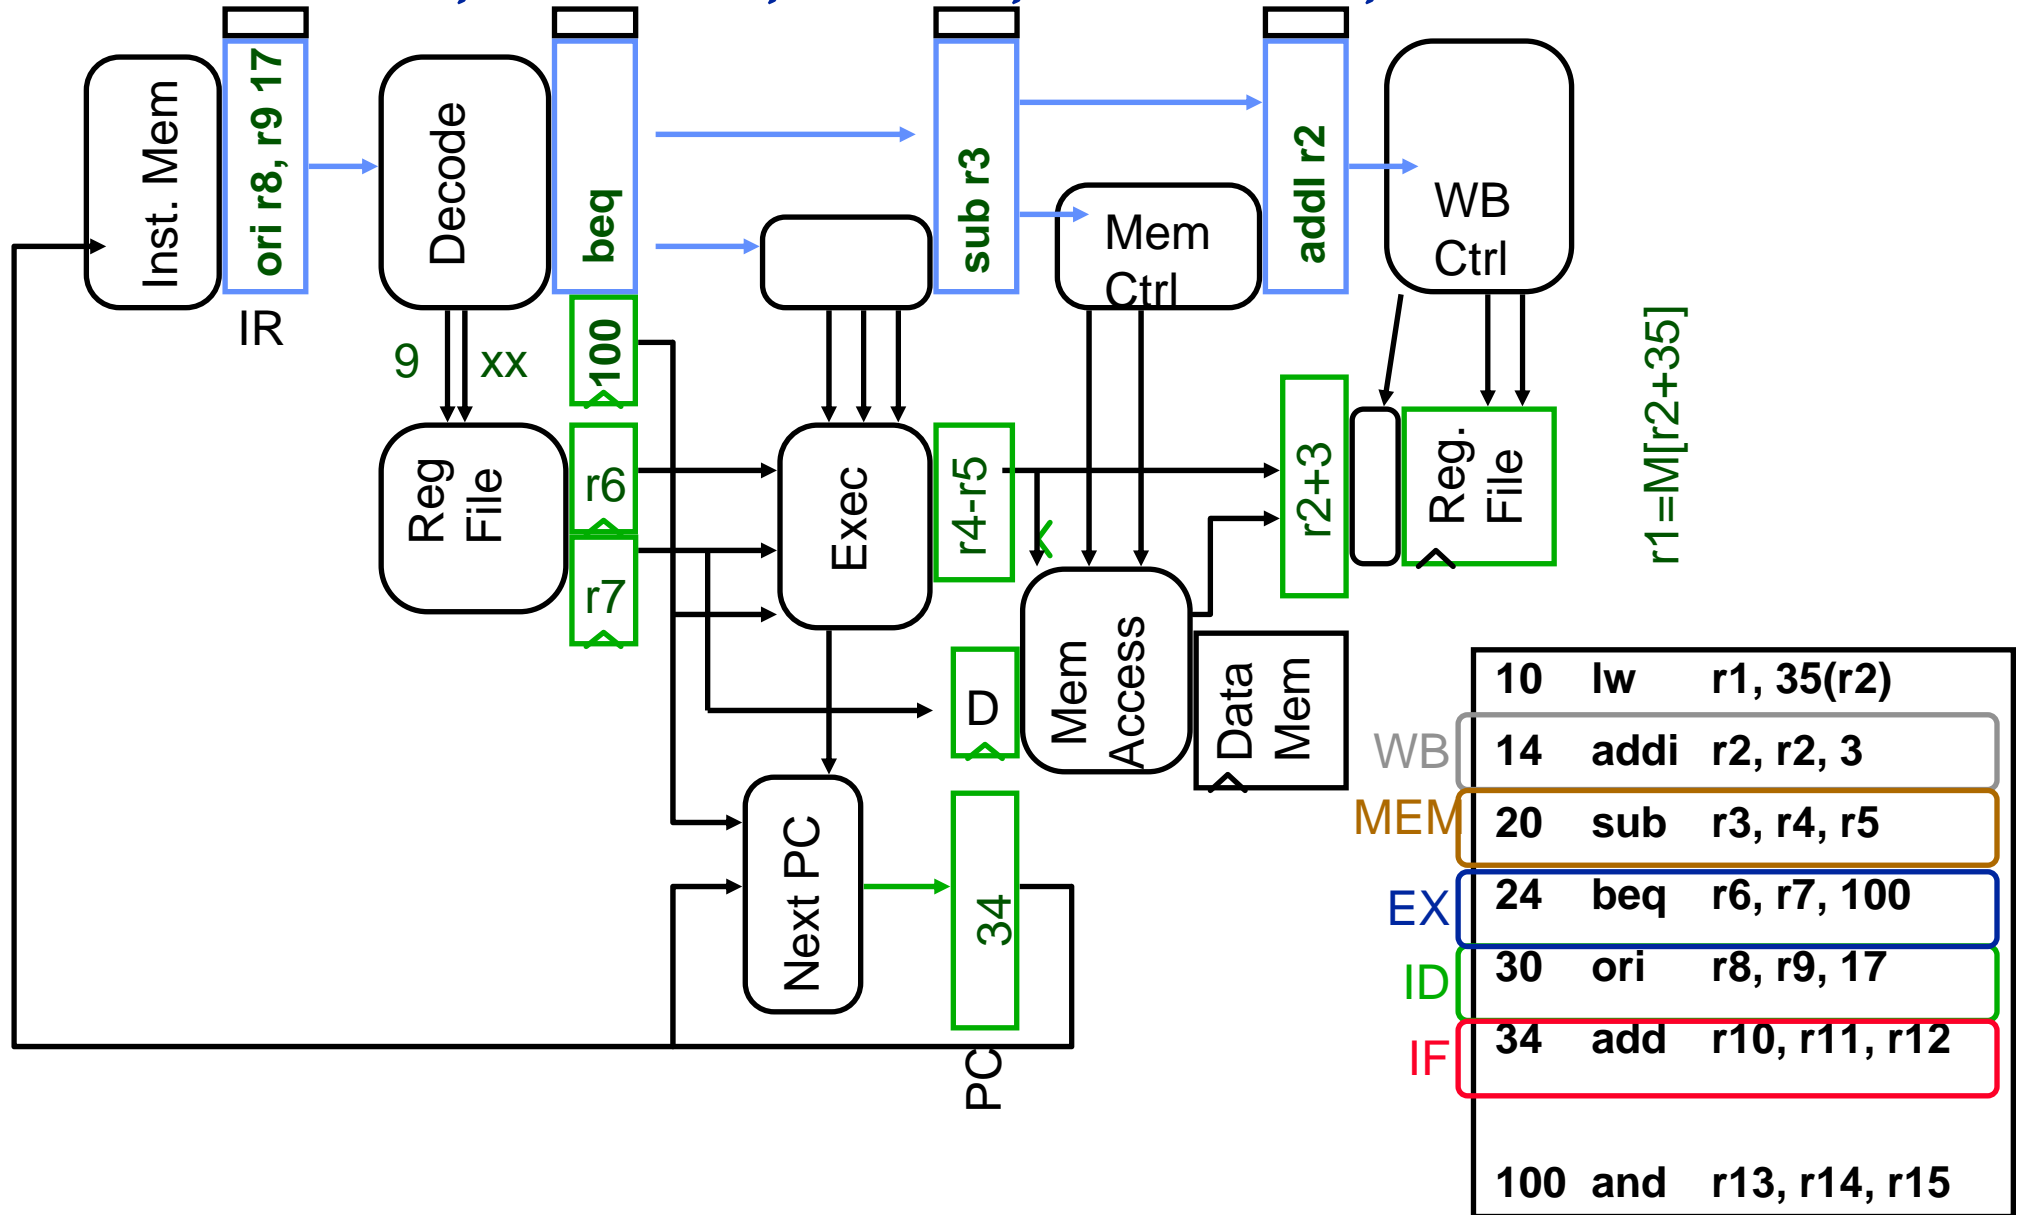 Inst. Mem
ori r8, r9 17
IR
Decode
9
xx
beq
100
Reg
File
r6
r7
Exec
sub r3
r4-r5
Mem
Ctrl
addI r2
WB
Ctrl
r2+3
Reg.
File
r1=M[r2+35]
D
Mem
Access
Data
Mem
Next PC
34
PC
10 lw r1, 35(r2)
WB 14 addi r2, r2, 3
MEM 20 sub r3, r4, r5
EX 24 beq r6, r7, 100
ID 30 ori r8, r9, 17
IF 34 add r10, r11, r12
100 and r13, r14, r15